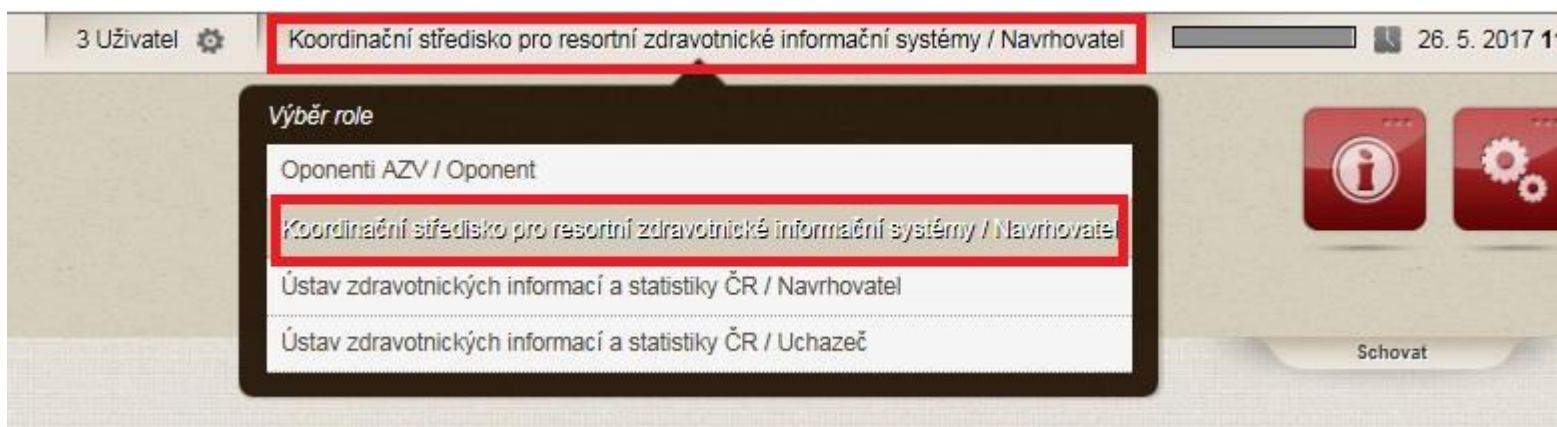 3 Uživatel Koordinační středisko pro resortní zdravotnické informační systémy / Navrhovatel 26. 5. 2017
Výběr role
Oponenti AZV / Oponent
Koordinační středisko pro resortní zdravotnické informační systémy / Navrhovatel
Ústav zdravotnických informací a statistiky ČR / Navrhovatel
Ústav zdravotnických informací a statistiky ČR / Uchazeč
Schovat